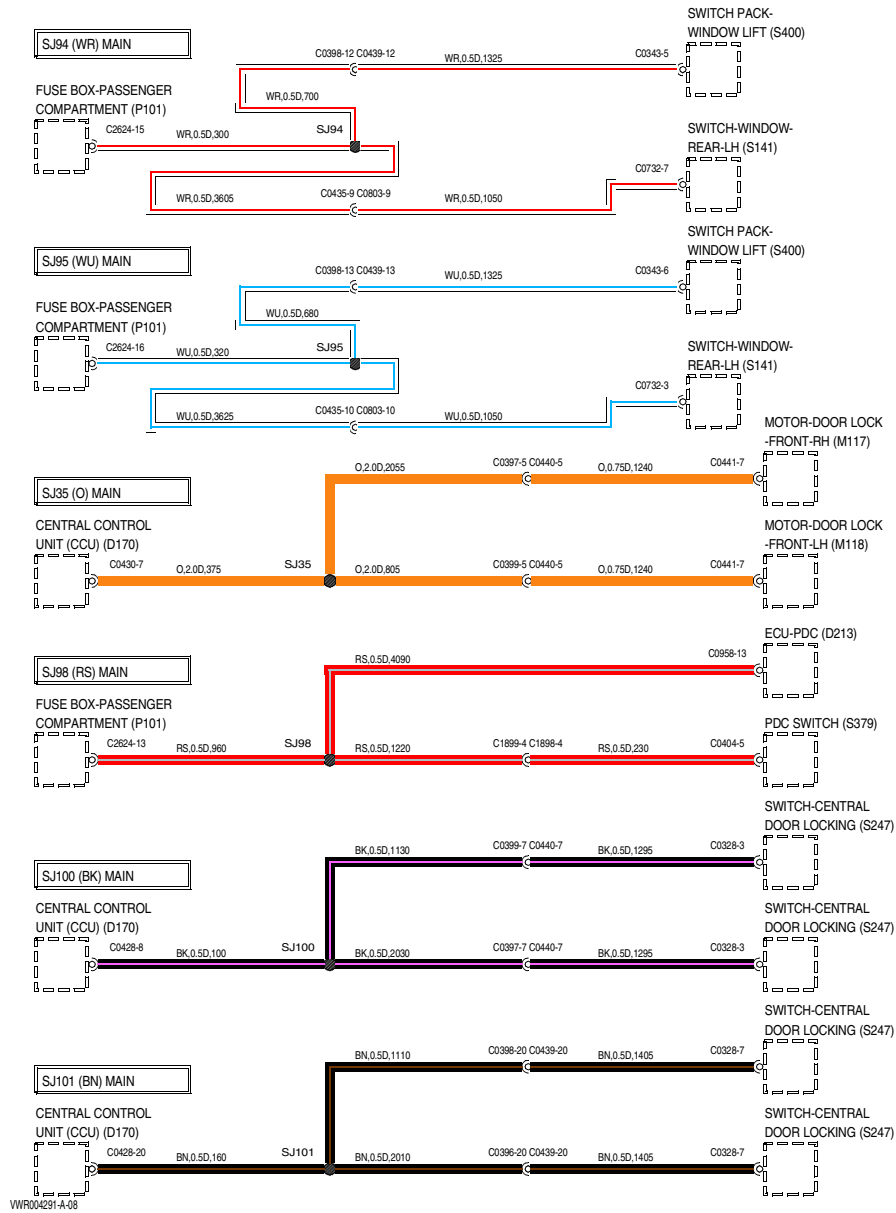 SWITCH PACK-
WINDOW LIFT (S400)
SJ94 (WR) MAIN
C0398-12 C0439-12
WR,0.5D,1325
C0343-5
FUSE BOX-PASSENGER
COMPARTMENT (P101)
WR,0.5D,700
C2624-15
WR,0.5D,300
SJ94
SWITCH-WINDOW-
REAR-LH (S141)
C0732-7
WR,0.5D,3605
C0435-9 C0803-9
WR,0.5D,1050
SWITCH PACK-
WINDOW LIFT (S400)
SJ95 (WU) MAIN
C0398-13 C0439-13
WU,0.5D,1325
C0343-6
FUSE BOX-PASSENGER
COMPARTMENT (P101)
WU,0.5D,680
C2624-16
WU,0.5D,320
SJ95
SWITCH-WINDOW-
REAR-LH (S141)
C0732-3
WU,0.5D,3625
C0435-10 C0803-10
WU,0.5D,1050
MOTOR-DOOR LOCK
-FRONT-RH (M117)
SJ35 (O) MAIN
O,2.0D,2055
C0397-5 C0440-5
O,0.75D,1240
C0441-7
CENTRAL CONTROL
UNIT (CCU) (D170)
MOTOR-DOOR LOCK
-FRONT-LH (M118)
C0430-7
O,2.0D,375
SJ35
O,2.0D,805
C0399-5 C0440-5
O,0.75D,1240
C0441-7
ECU-PDC (D213)
SJ98 (RS) MAIN
RS,0.5D,4090
C0958-13
FUSE BOX-PASSENGER
COMPARTMENT (P101)
PDC SWITCH (S379)
C2624-13
RS,0.5D,960
SJ98
RS,0.5D,1220
C1899-4 C1898-4
RS,0.5D,230
C0404-5
SWITCH-CENTRAL
DOOR LOCKING (S247)
SJ100 (BK) MAIN
BK,0.5D,1130
C0399-7 C0440-7
BK,0.5D,1295
C0328-3
CENTRAL CONTROL
UNIT (CCU) (D170)
SWITCH-CENTRAL
DOOR LOCKING (S247)
C0428-8
BK,0.5D,100
SJ100
BK,0.5D,2030
C0397-7 C0440-7
BK,0.5D,1295
C0328-3
SWITCH-CENTRAL
DOOR LOCKING (S247)
SJ101 (BN) MAIN
BN,0.5D,1110
C0398-20 C0439-20
BN,0.5D,1405
C0328-7
CENTRAL CONTROL
UNIT (CCU) (D170)
SWITCH-CENTRAL
DOOR LOCKING (S247)
C0428-20
BN,0.5D,160
SJ101
BN,0.5D,2010
C0396-20 C0439-20
BN,0.5D,1405
C0328-7
VWR004291-A-08